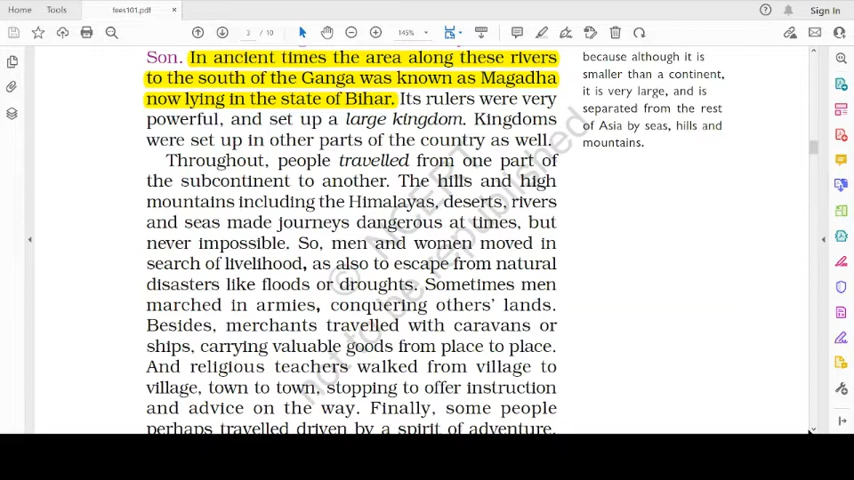 Home Tools fees101.pdf × Sign In
3 / 10 145%
Son. In ancient times the area along these rivers
to the south of the Ganga was known as Magadha
now lying in the state of Bihar. Its rulers were very
powerful, and set up a large kingdom. Kingdoms
were set up in other parts of the country as well.
Throughout, people travelled from one part of
the subcontinent to another. The hills and high
mountains including the Himalayas, deserts, rivers
and seas made journeys dangerous at times, but
never impossible. So, men and women moved in
search of livelihood, as also to escape from natural
disasters like floods or droughts. Sometimes men
marched in armies, conquering others' lands.
Besides, merchants travelled with caravans or
ships, carrying valuable goods from place to place.
And religious teachers walked from village to
village, town to town, stopping to offer instruction
and advice on the way. Finally, some people
perhaps travelled driven by a spirit of adventure,
because although it is
smaller than a continent,
it is very large, and is
separated from the rest
of Asia by seas, hills and
mountains.
© NCERT
not to be republished